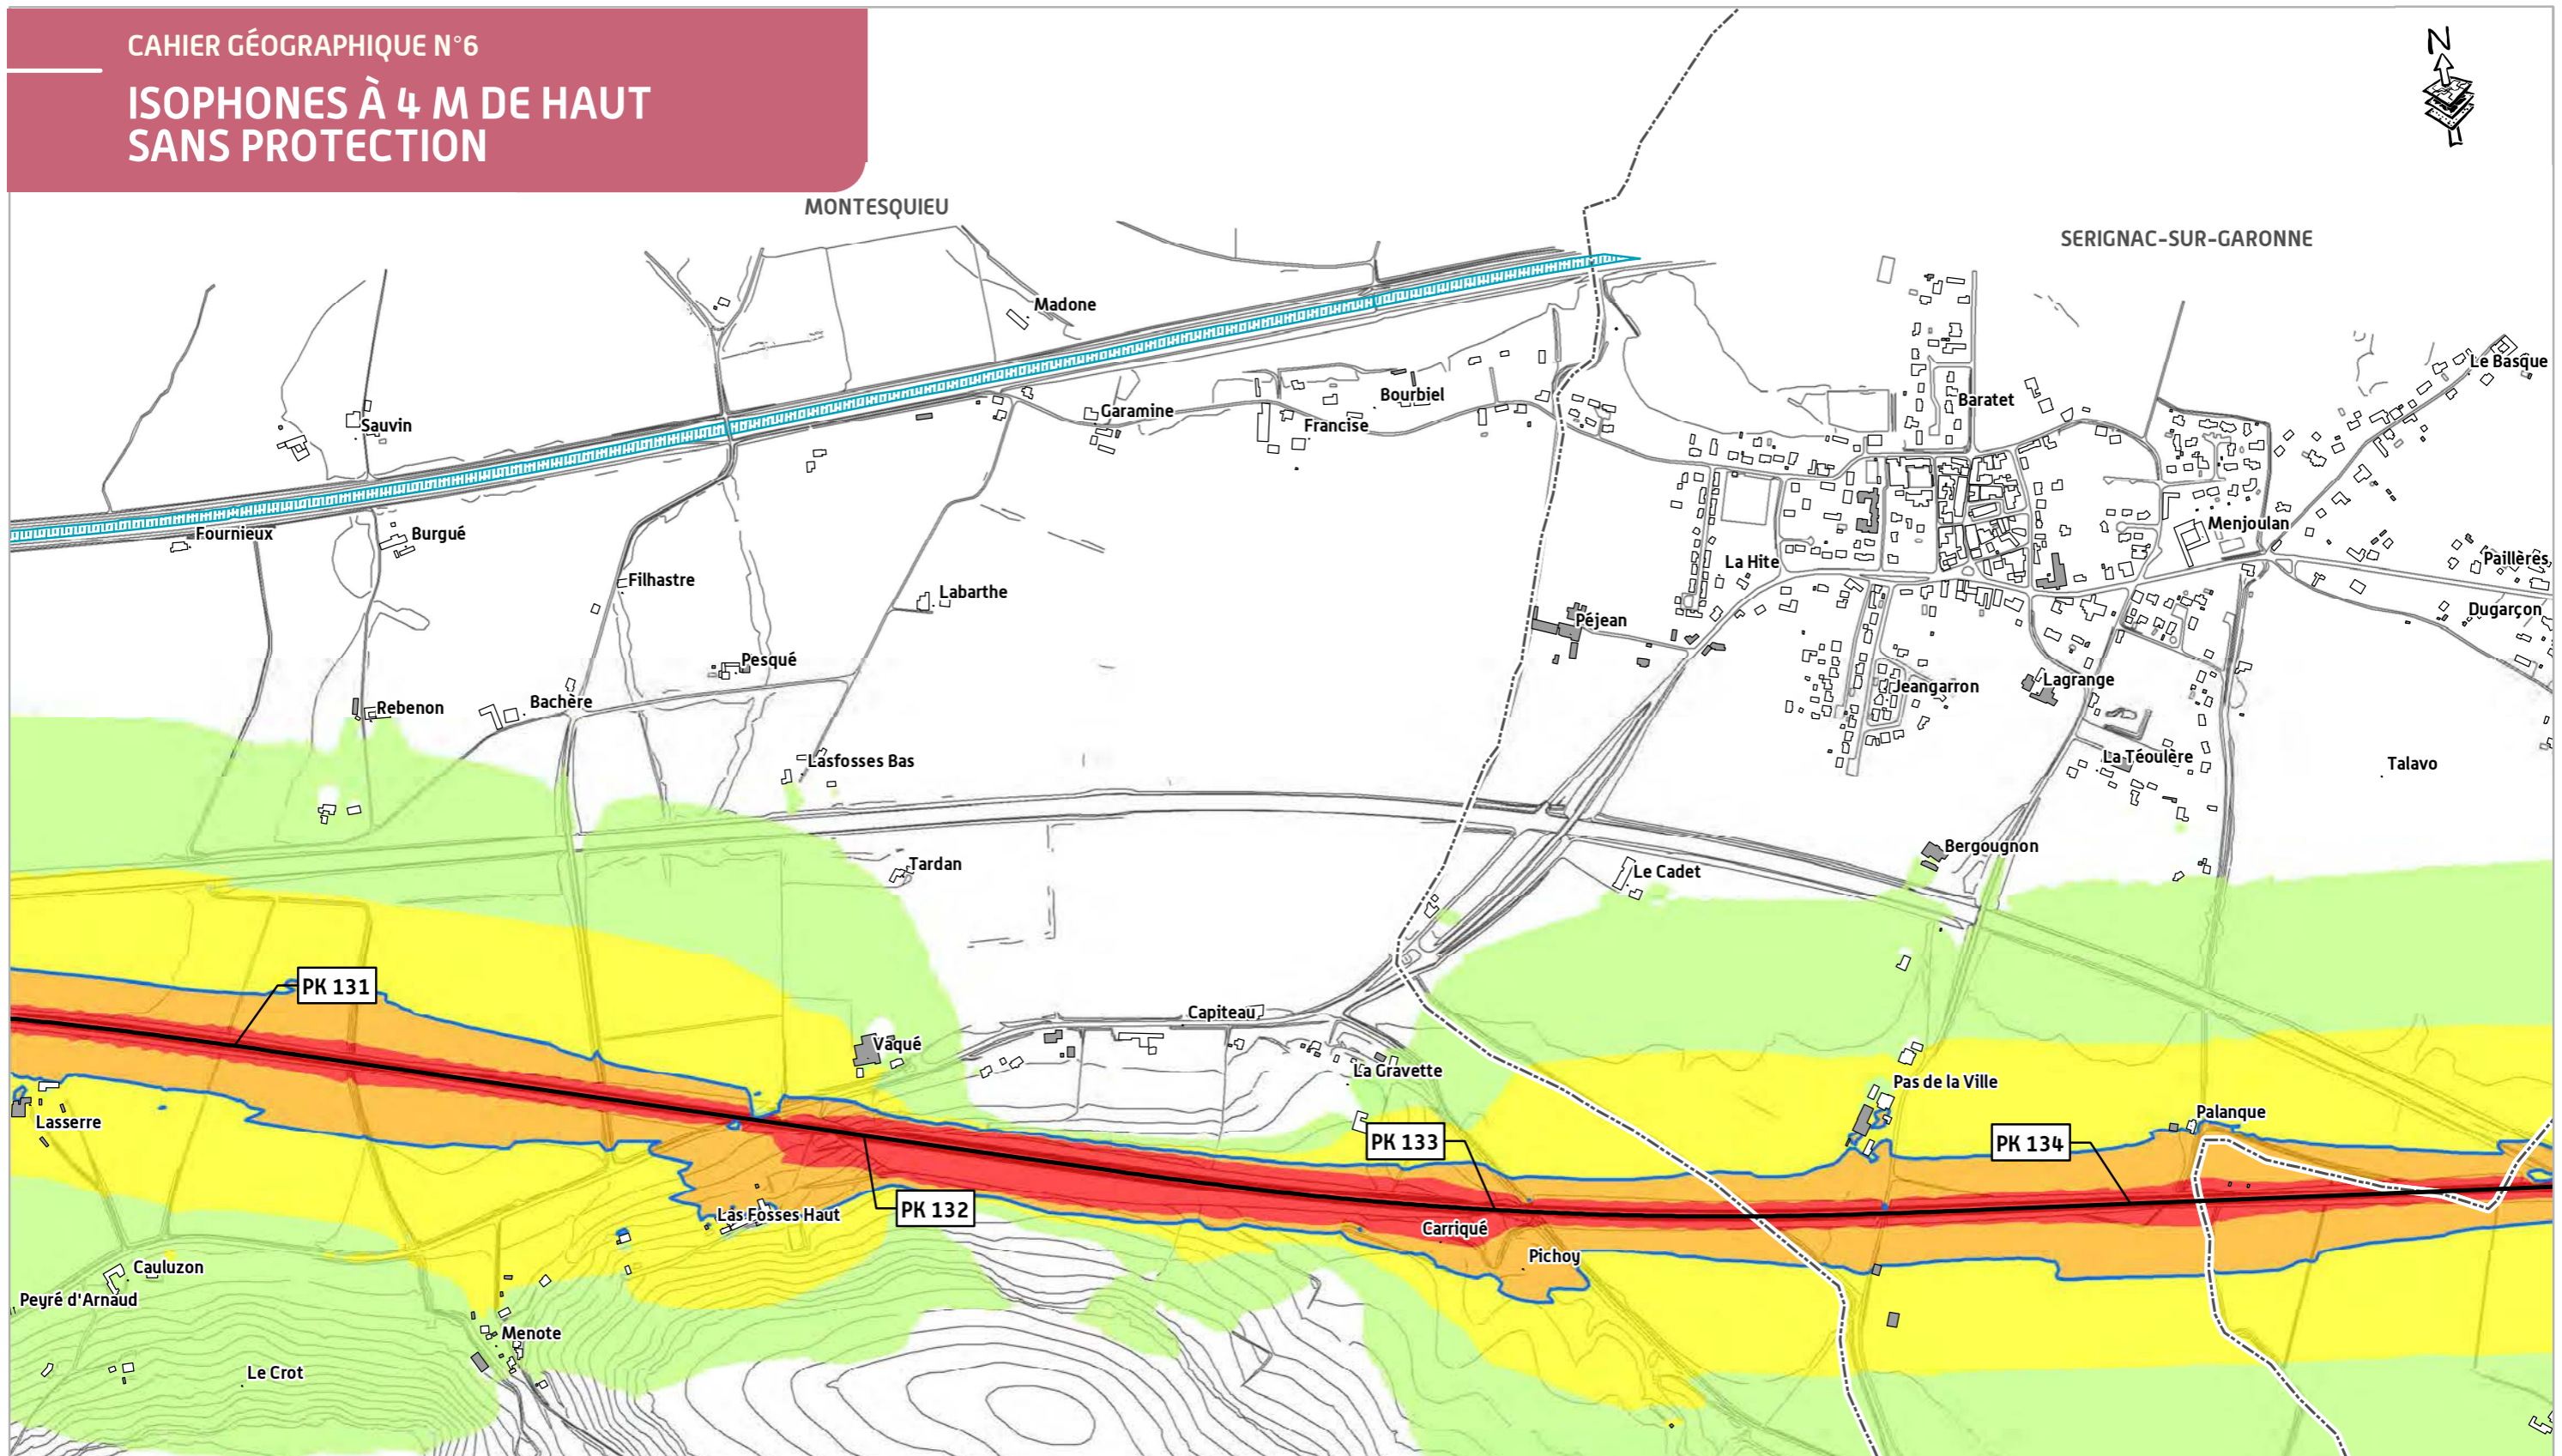 CAHIER GÉOGRAPHIQUE N°6
ISOPHONES À 4 M DE HAUT
SANS PROTECTION
N
MONTESQUIEU
SERIGNAC-SUR-GARONNE
Madone
Le Basque
Bourbiel
Baratet
Garamine
Francise
Sauvin
Menjoulan
Fournieux
Burgué
La Hite
Paillères
Filhastre
Labarthe
Dugarçon
Péjean
Pesqué
Lagrange
Jeangarron
Bachère
Rebenon
La Téoulère
Lasfosses Bas
Talavo
Bergougnon
Tardan
Le Cadet
PK 131
Capiteau
Vaqué
La Gravette
Pas de la Ville
Palanque
Lasserre
PK 133
PK 134
PK 132
Las Fosses Haut
Carriqué
Pichoy
Cauluzon
Peyré d'Arnaud
Menote
Le Crot